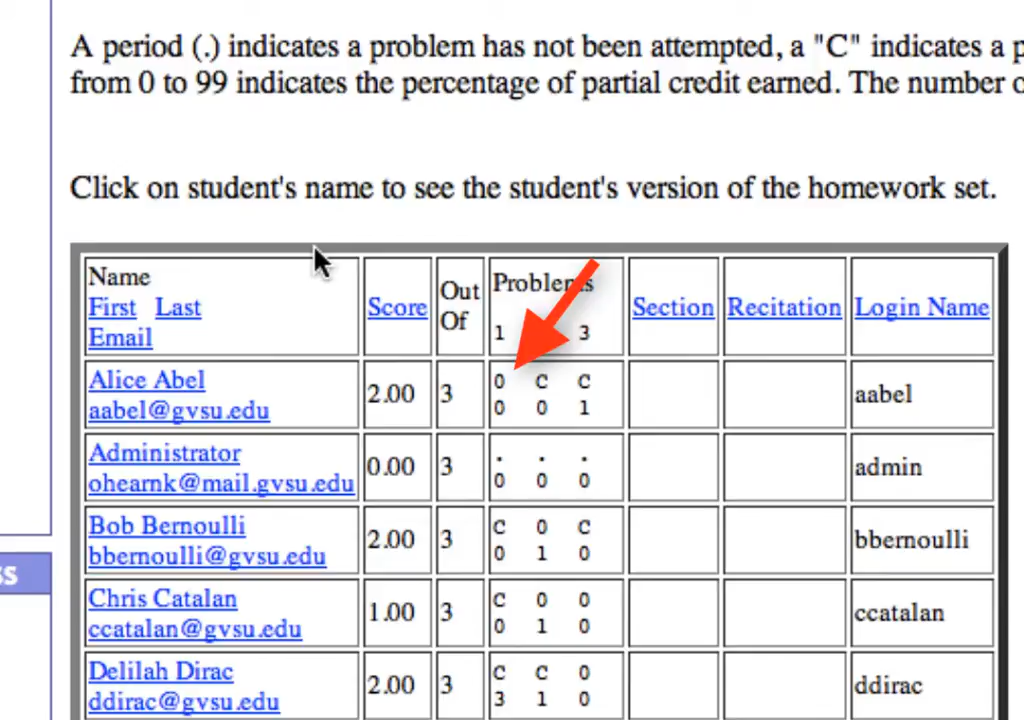 A period (.) indicates a problem has not been attempted, a "C" indicates a p
from 0 to 99 indicates the percentage of partial credit earned. The number o
Click on student's name to see the student's version of the homework set.
Name
First Last
Email
Score
Out
Of
Problems
1 3
Section
Recitation
Login Name
Alice Abel
aabel@gvsu.edu
2.00
3
0 C C
0 0 1
aabel
Administrator
ohearnk@mail.gvsu.edu
0.00
3
. . .
0 0 0
admin
Bob Bernoulli
bbernoulli@gvsu.edu
2.00
3
C 0 C
0 1 0
bbernoulli
Chris Catalan
ccatalan@gvsu.edu
1.00
3
C 0 0
0 1 0
ccatalan
ss
Delilah Dirac
ddirac@gvsu.edu
2.00
3
C C 0
3 1 0
ddirac